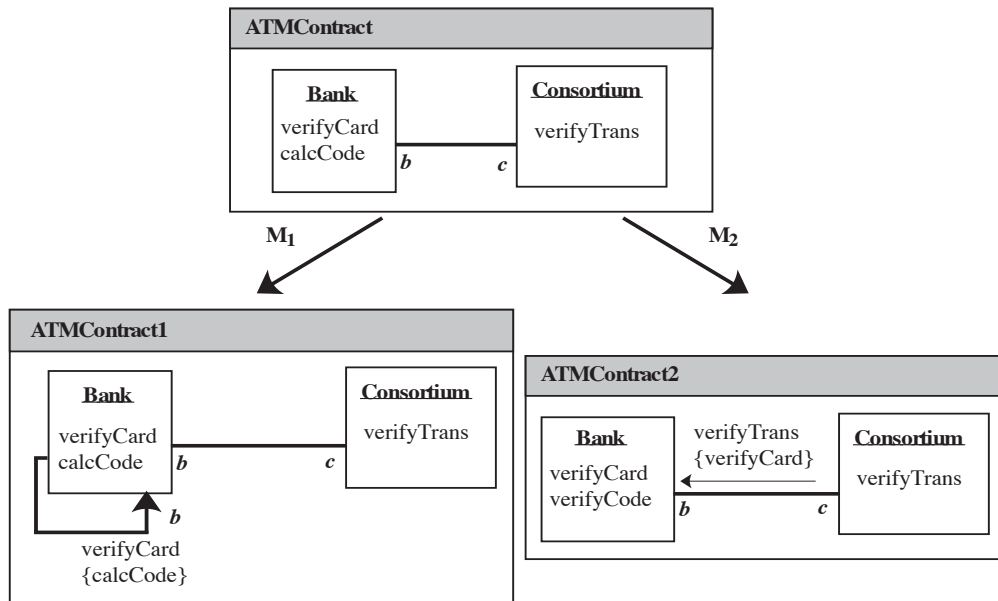 ATMContract
Bank
verifyCard
calcCode
b
Consortium
verifyTrans
c
M1
M2
ATMContract1
Bank
verifyCard
calcCode
b
b
verifyCard
{calcCode}
Consortium
verifyTrans
c
ATMContract2
Bank
verifyCard
verifyCode
b
verifyTrans
{verifyCard}
Consortium
verifyTrans
c